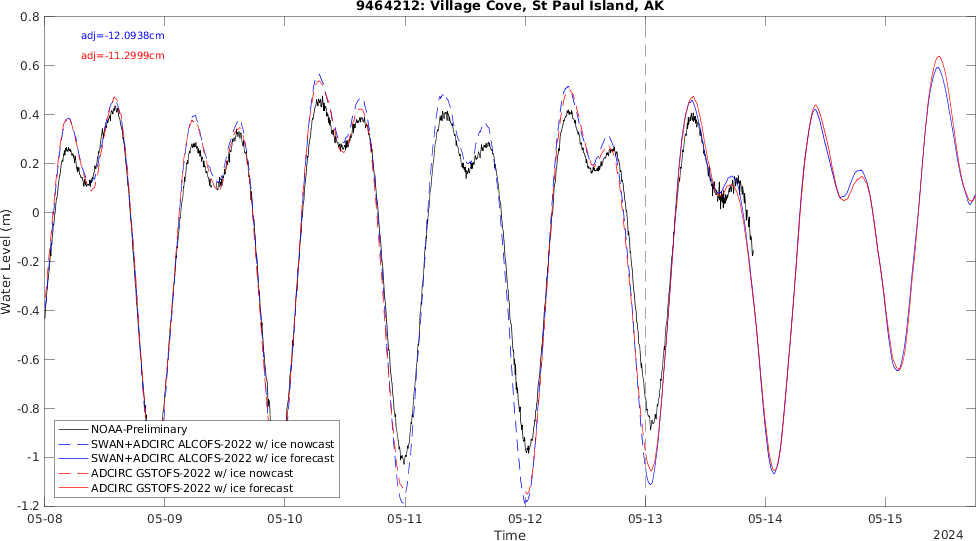 9464212: Village Cove, St Paul Island, AK
adj=-12.0938cm
adj=-11.2999cm
0.8
0.6
0.4
0.2
0
-0.2
-0.4
-0.6
-0.8
-1
-1.2
Water Level (m)
NOAA-Preliminary
SWAN+ADCIRC ALCOFS-2022 w/ ice nowcast
SWAN+ADCIRC ALCOFS-2022 w/ ice forecast
ADCIRC GSTOFS-2022 w/ ice nowcast
ADCIRC GSTOFS-2022 w/ ice forecast
05-08 05-09 05-10 05-11 05-12 05-13 05-14 05-15
Time
2024